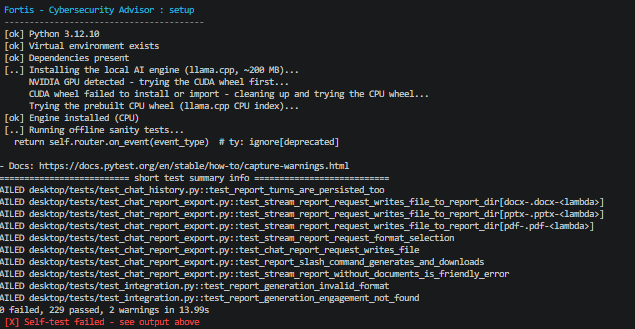 Fortis - Cybersecurity Advisor : setup
------------------------------------
[ok] Python 3.12.10
[ok] Virtual environment exists
[ok] Dependencies present
[..] Installing the local AI engine (llama.cpp, ~200 MB)...
NVIDIA GPU detected - trying the CUDA wheel first...
CUDA wheel failed to install or import - cleaning up and trying the CPU wheel...
Trying the prebuilt CPU wheel (llama.cpp CPU index)...
[ok] Engine installed (CPU)
[..] Running offline sanity tests...
return self.router.on_event(event_type)  # ty: ignore[deprecated]
- Docs: https://docs.pytest.org/en/stable/how-to/capture-warnings.html
========================= short test summary info ===========================
AILED desktop/tests/test_chat_history.py::test_report_turns_are_persisted_too
AILED desktop/tests/test_chat_report_export.py::test_stream_report_request_writes_file_to_report_dir[docx-.docx-<lambda>]
AILED desktop/tests/test_chat_report_export.py::test_stream_report_request_writes_file_to_report_dir[pptx-.pptx-<lambda>]
AILED desktop/tests/test_chat_report_export.py::test_stream_report_request_writes_file_to_report_dir[pdf-.pdf-<lambda>]
AILED desktop/tests/test_chat_report_export.py::test_stream_report_request_format_selection
AILED desktop/tests/test_chat_report_export.py::test_chat_report_request_writes_file
AILED desktop/tests/test_chat_report_export.py::test_report_slash_command_generates_and_downloads
AILED desktop/tests/test_chat_report_export.py::test_stream_report_without_documents_is_friendly_error
AILED desktop/tests/test_integration.py::test_report_generation_invalid_format
AILED desktop/tests/test_integration.py::test_report_generation_engagement_not_found
0 failed, 229 passed, 2 warnings in 13.99s
[X] Self-test failed - see output above